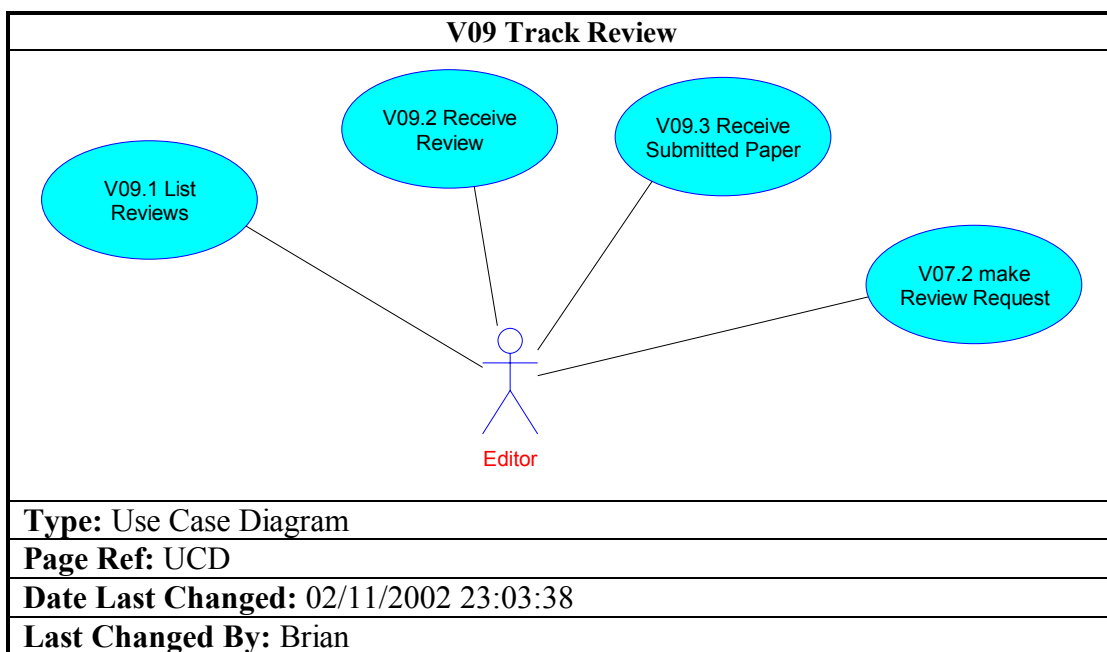 V09 Track Review
V09.2 Receive
Review
V09.3 Receive
Submitted Paper
V09.1 List
Reviews
V07.2 make
Review Request
Editor
Type: Use Case Diagram
Page Ref: UCD
Date Last Changed: 02/11/2002 23:03:38
Last Changed By: Brian